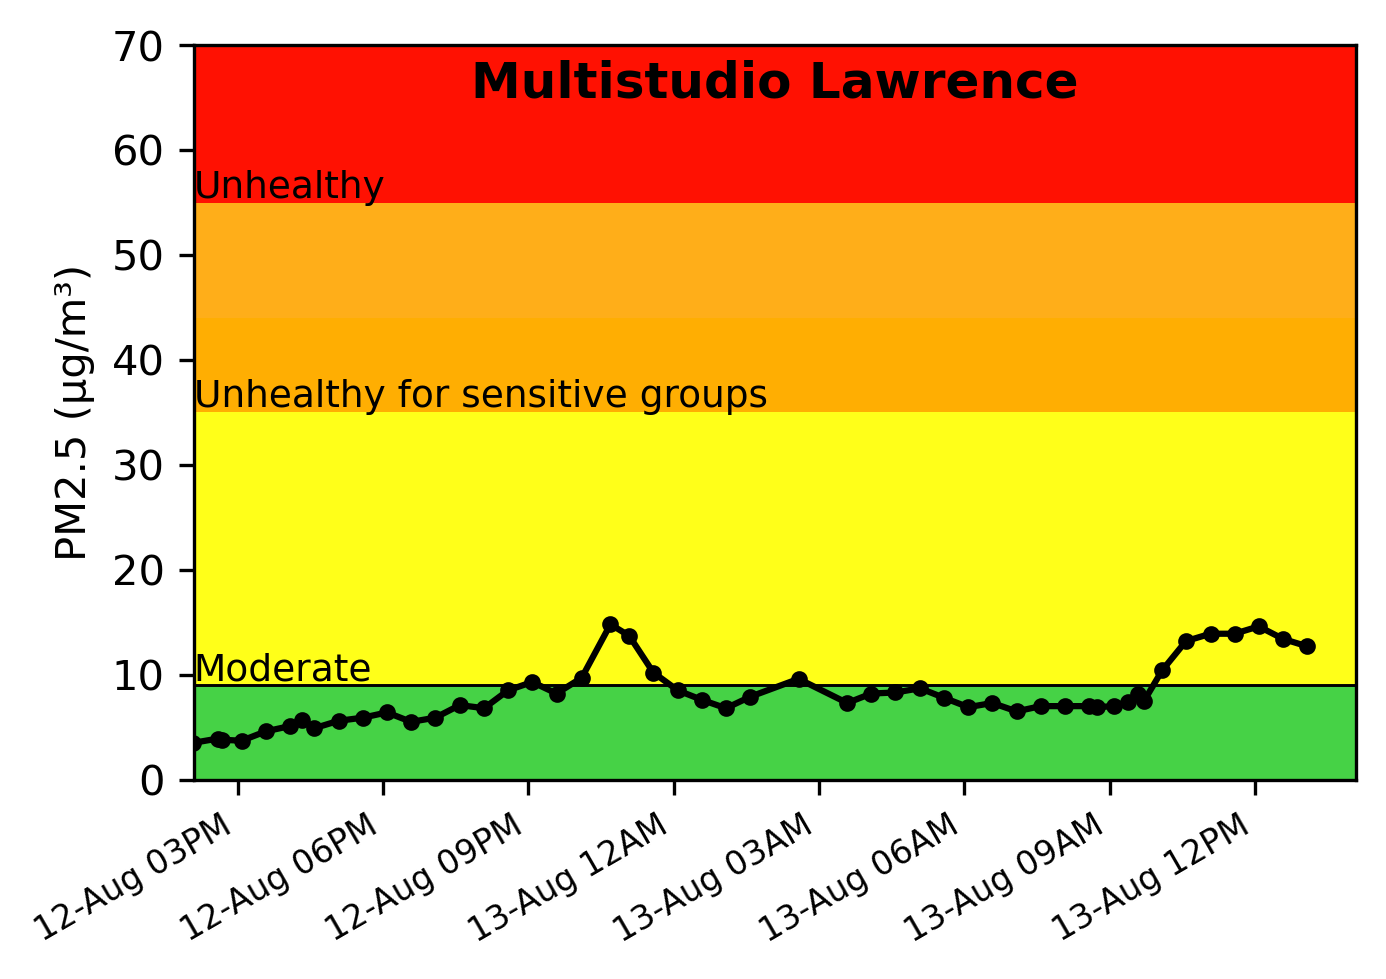 Multistudio Lawrence
70
60
Unhealthy
50
PM2.5 (µg/m³)
40
Unhealthy for sensitive groups
30
20
10
Moderate
0
12-Aug 03PM
12-Aug 06PM
12-Aug 09PM
13-Aug 12AM
13-Aug 03AM
13-Aug 06AM
13-Aug 09AM
13-Aug 12PM